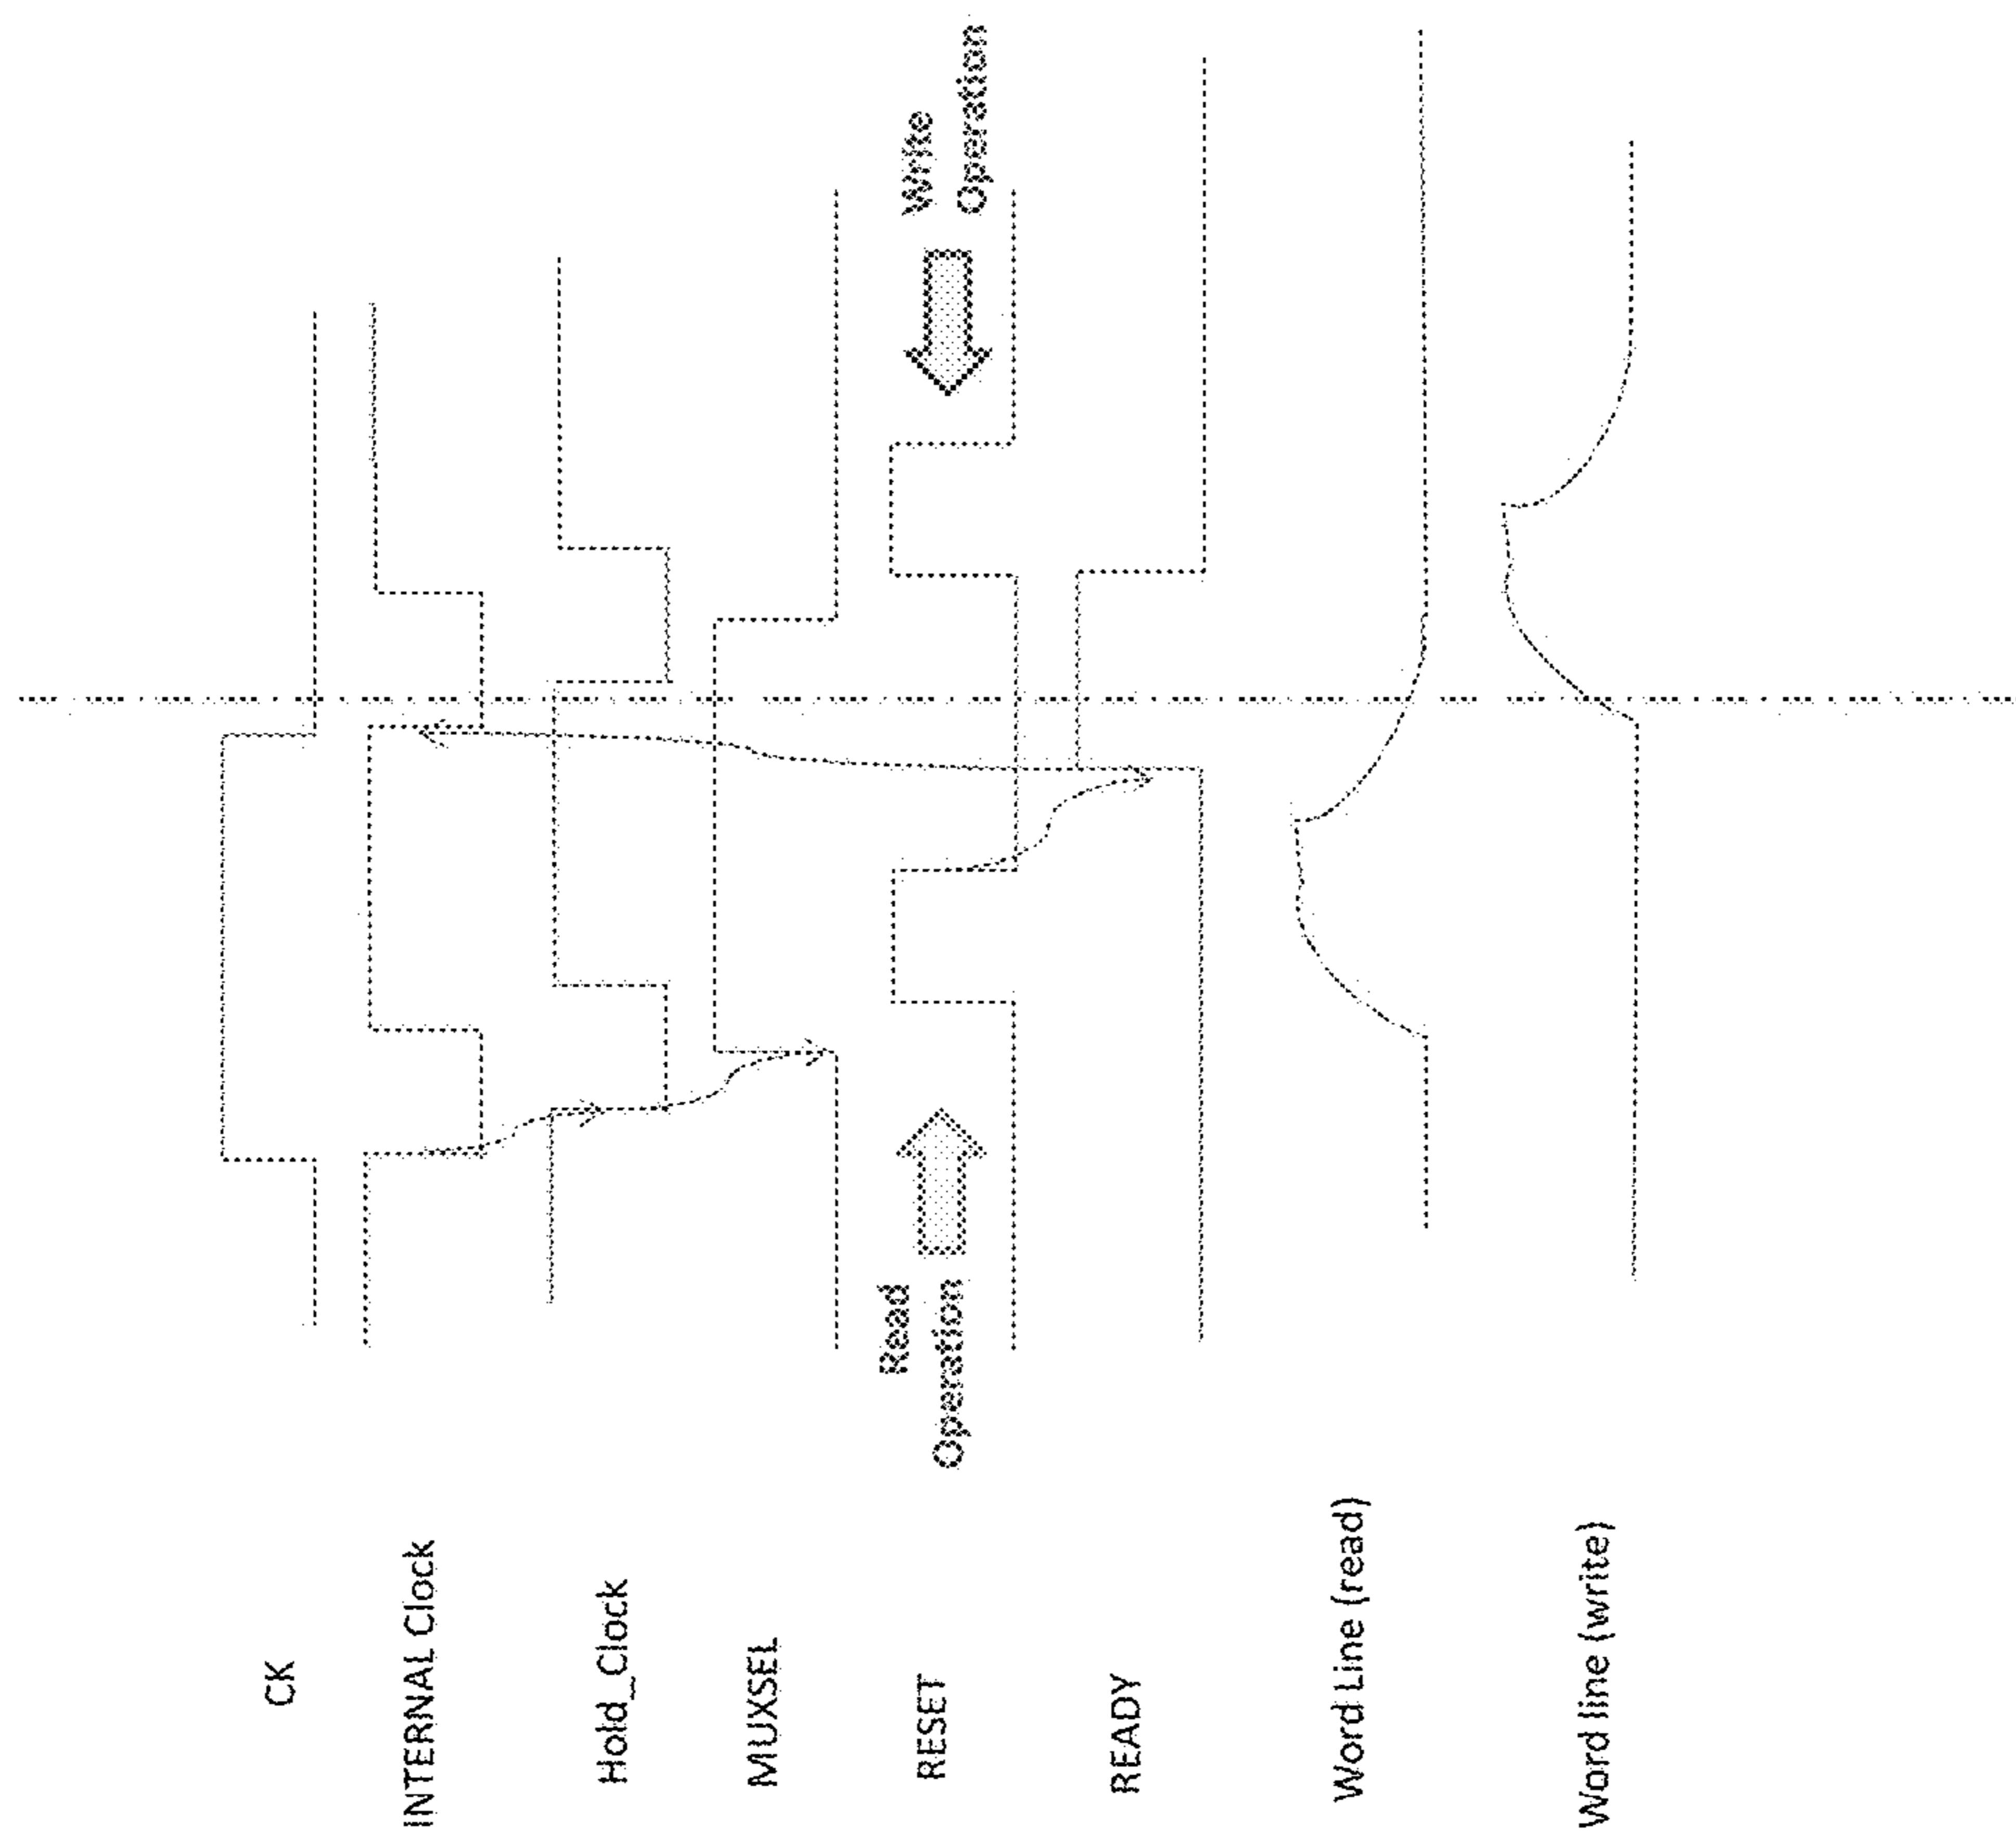 CK
INTERNAL Clock
Hold_Clock
MUXSEL
RESET
READY
Word Line (read)
Word line (write)
Read
Operation
Write
Operation